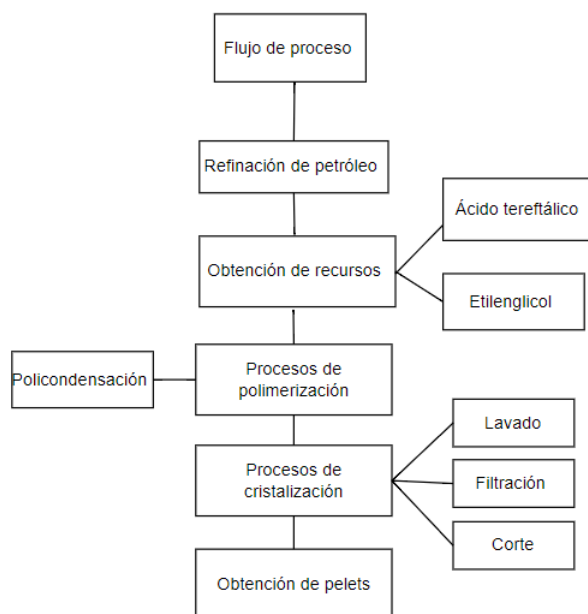 Flujo de proceso
Refinación de petróleo
Ácido tereftálico
Obtención de recursos
Etilenglicol
Procesos de
polimerización
Policondensación
Lavado
Procesos de
cristalización
Filtración
Corte
Obtención de pelets